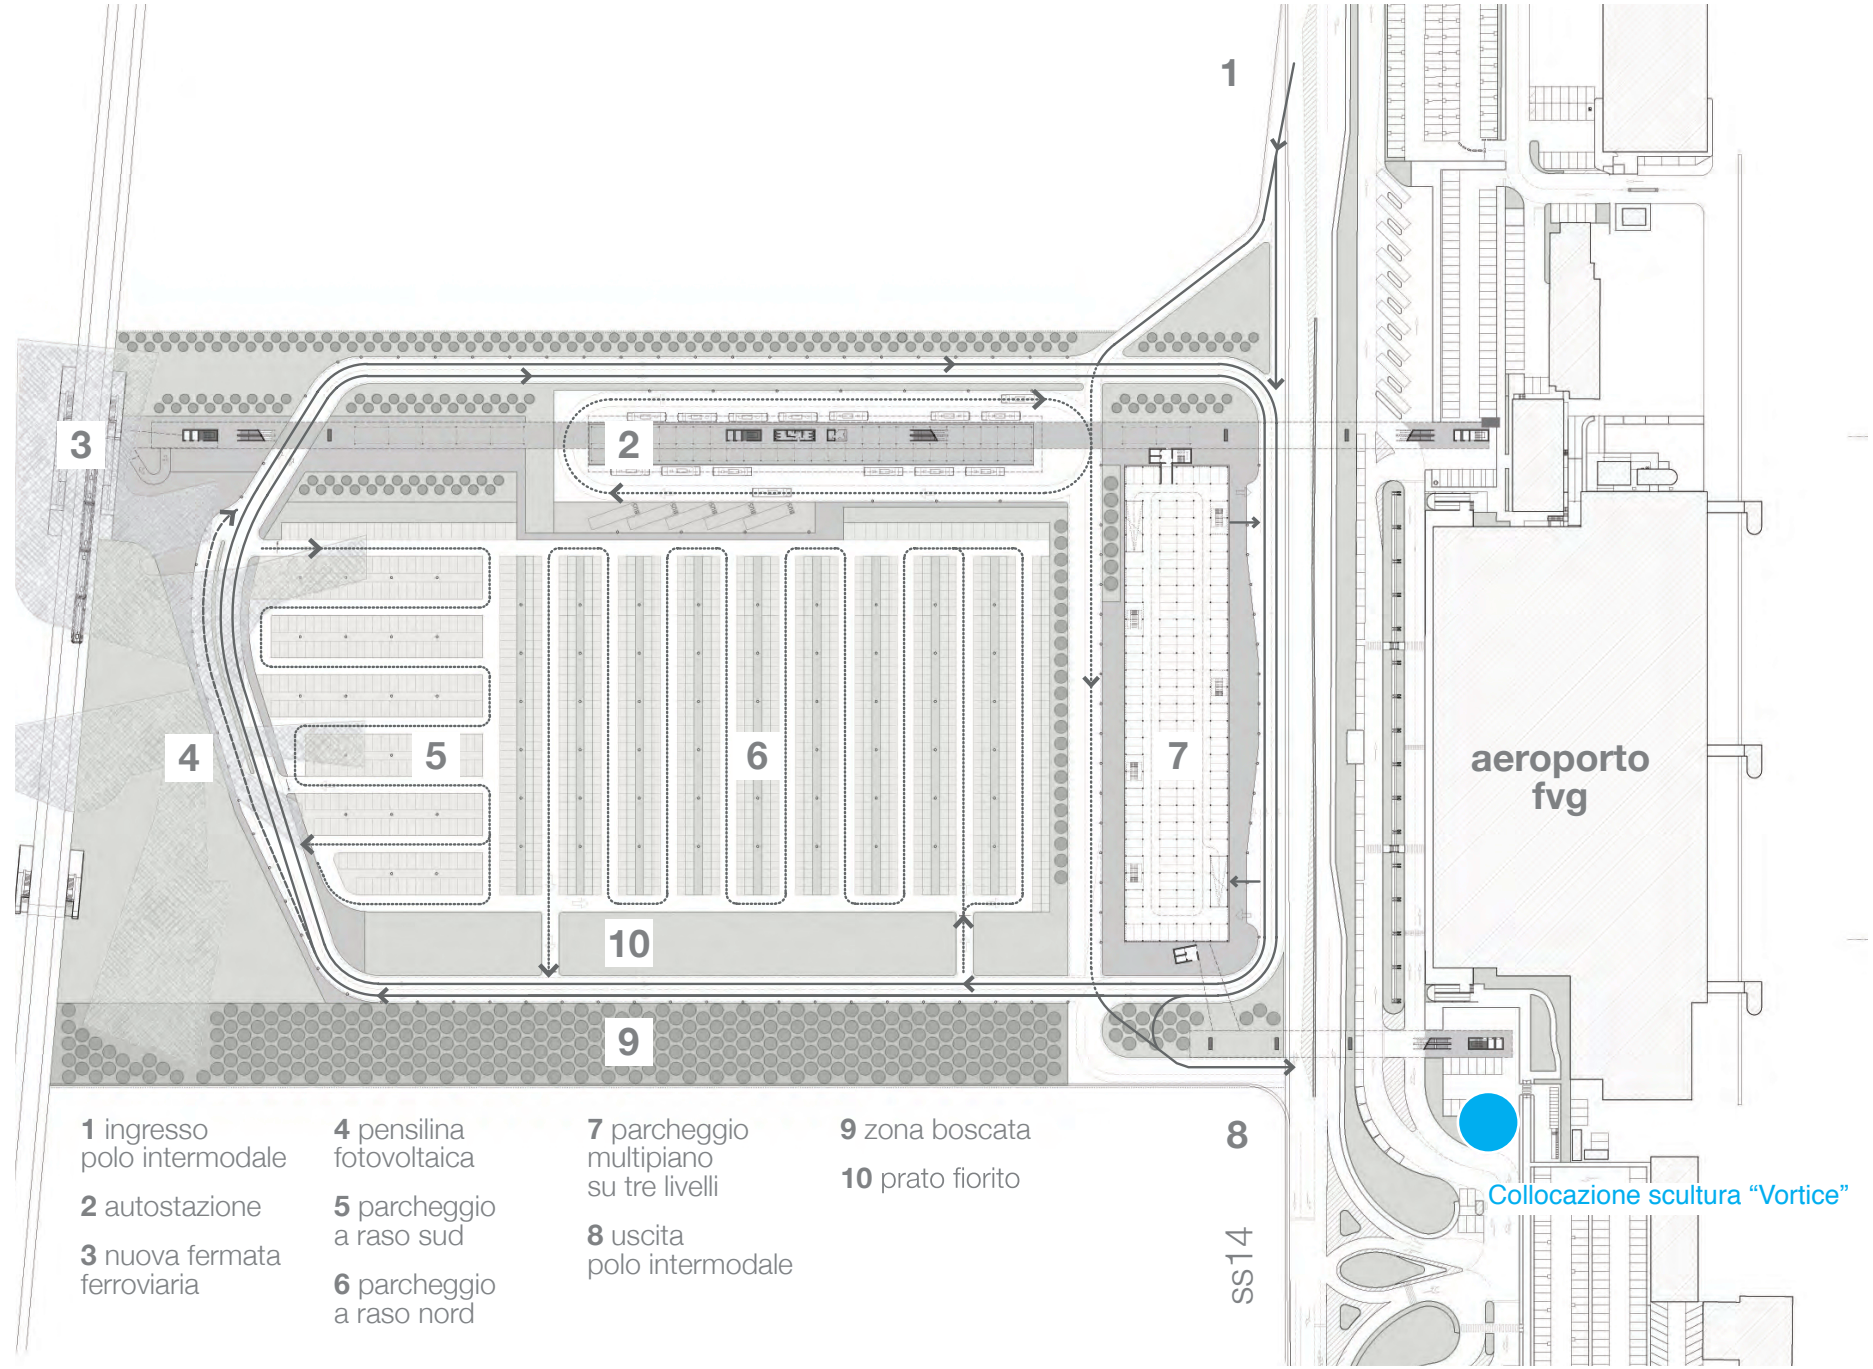 1
3
2
4
5
6
7
aeroporto
fvg
10
9
8
ss14
Collocazione scultura “Vortice”
1 ingresso
polo intermodale
2 autostazione
3 nuova fermata
ferroviaria
4 pensilina
fotovoltaica
5 parcheggio
a raso sud
6 parcheggio
a raso nord
7 parcheggio
multipiano
su tre livelli
8 uscita
polo intermodale
9 zona boscata
10 prato fiorito